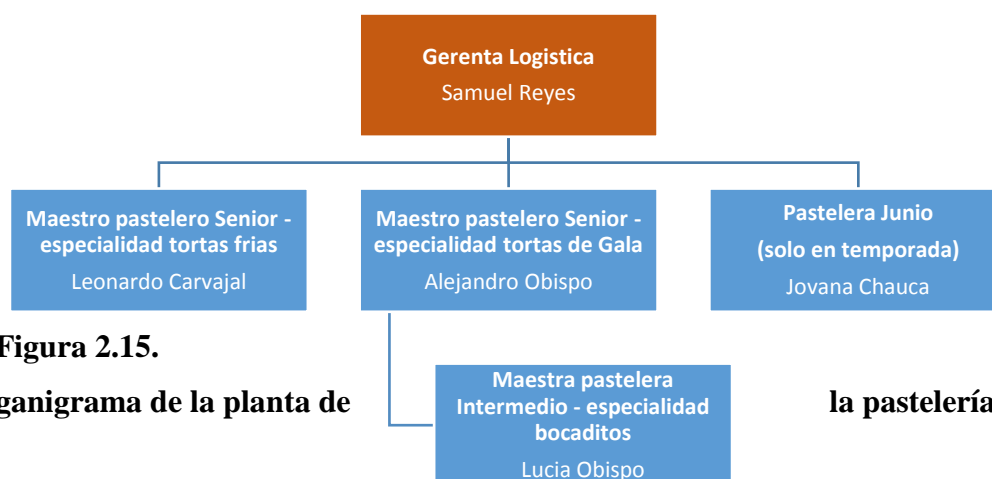 Gerenta Logistica
Samuel Reyes
Maestro pastelero Senior -
especialidad tortas frias
Leonardo Carvajal
Maestro pastelero Senior -
especialidad tortas de Gala
Alejandro Obispo
Pastelera Junio
(solo en temporada)
Jovana Chauca
Figura 2.15.
ganigrama de la planta de la pastelería
Maestra pastelera
Intermedio - especialidad
bocaditos
Lucia Obispo